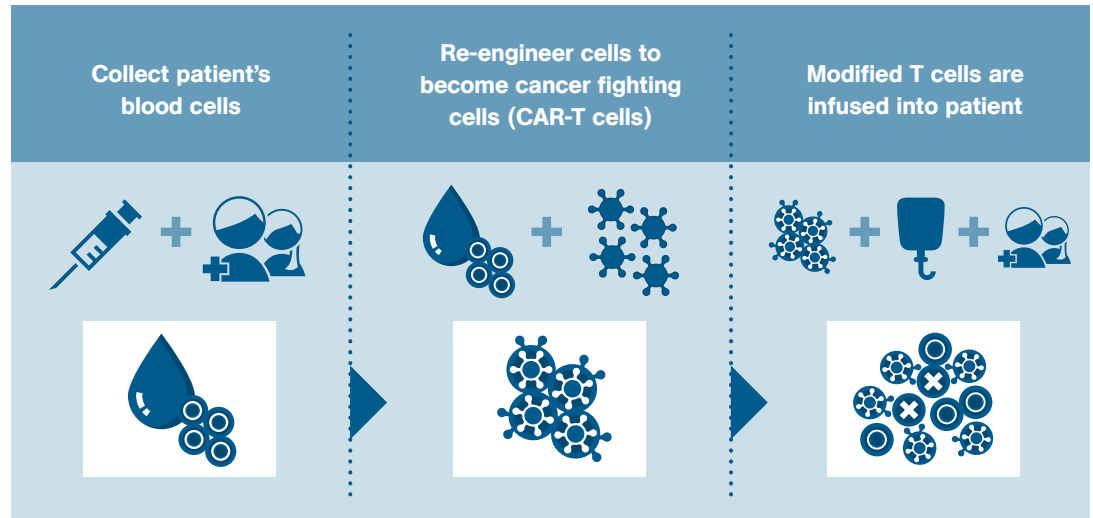 Collect patient’s
blood cells
Re-engineer cells to
become cancer fighting
cells (CAR-T cells)
Modified T cells are
infused into patient